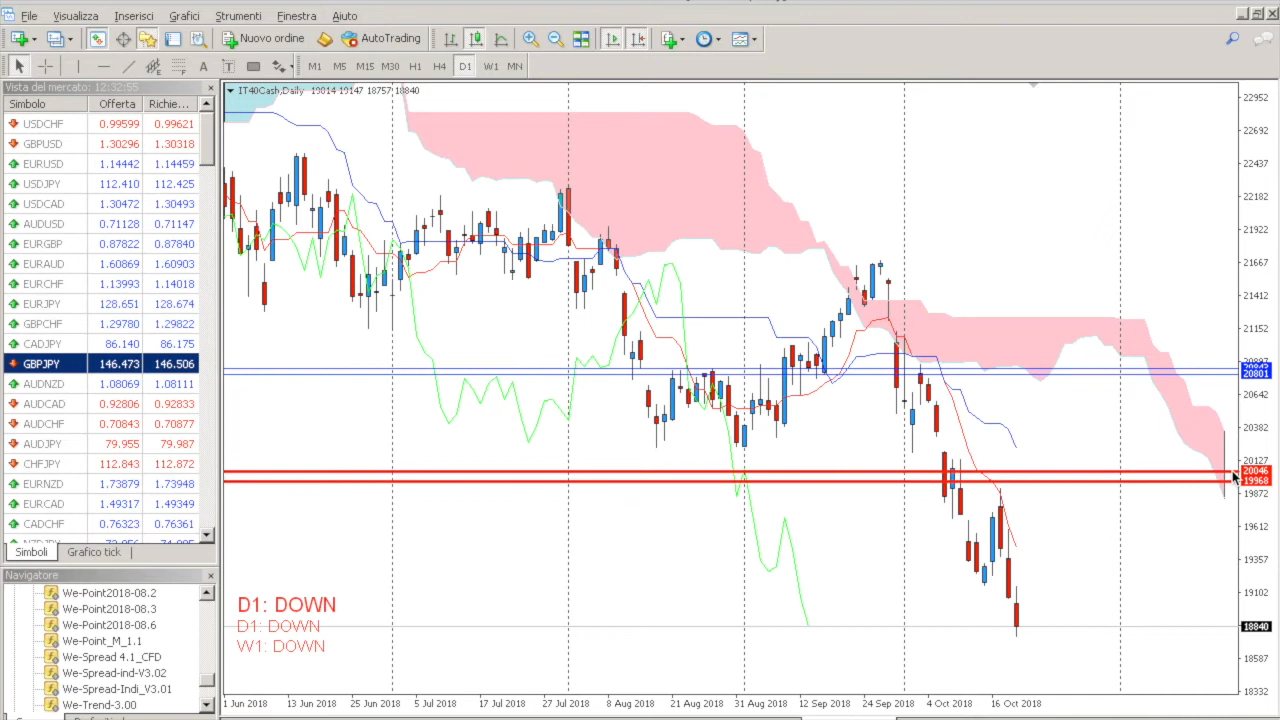 File Visualizza Inserisci Grafici Strumenti Finestra Aiuto
Nuovo ordine AutoTrading
A T M1 M5 M15 M30 H1 H4 D1 W1 MN
Vista del mercato: 12:32:55
Simbolo Offerta Richie...
USDCHF 0.99599 0.99621
GBPUSD 1.30296 1.30318
EURUSD 1.14442 1.14459
USDJPY 112.410 112.425
USDCAD 1.30472 1.30493
AUDUSD 0.71128 0.71147
EURGBP 0.87822 0.87840
EURAUD 1.60869 1.60903
EURCHF 1.13993 1.14018
EURJPY 128.651 128.674
GBPCHF 1.29780 1.29822
CADJPY 86.140 86.175
GBPJPY 146.473 146.506
AUDNZD 1.08069 1.08111
AUDCAD 0.92806 0.92833
AUDCHF 0.70843 0.70877
AUDJPY 79.955 79.987
CHFJPY 112.843 112.872
EURNZD 1.73879 1.73948
EURCAD 1.49317 1.49349
CADCHF 0.76323 0.76361
Simboli Grafico tick
Navigatore
We-Point2018-08.2
We-Point2018-08.3
We-Point2018-08.6
We-Point_M_1.1
We-Spread 4.1_CFD
We-Spread-ind-V3.02
We-Spread-Indi_V3.01
We-Trend-3.00
IT40Cash,Daily 19014 19147 18757 18840
D1: DOWN
D1: DOWN
W1: DOWN
22952
22692
22437
22182
21922
21667
21412
21152
20801
20642
20382
20127
20046
19968
19872
19612
19357
19102
18840
18587
18332
1 Jun 2018 13 Jun 2018 25 Jun 2018 5 Jul 2018 17 Jul 2018 27 Jul 2018 8 Aug 2018 21 Aug 2018 31 Aug 2018 12 Sep 2018 24 Sep 2018 4 Oct 2018 16 Oct 2018